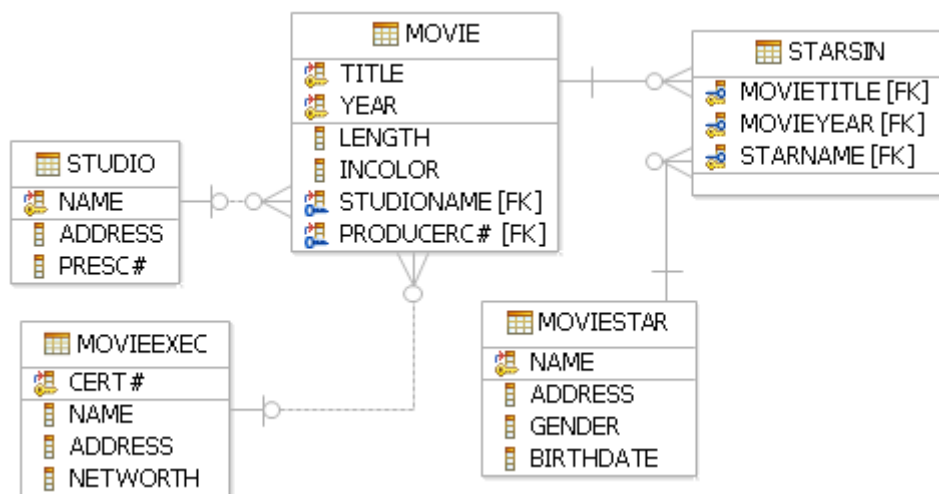 MOVIE
TITLE
YEAR
LENGTH
INCOLOR
STUDIONAME [FK]
PRODUCERC# [FK]
STARSIN
MOVIETITLE [FK]
MOVIEYEAR [FK]
STARNAME [FK]
STUDIO
NAME
ADDRESS
PRESC#
MOVIEEXEC
CERT#
NAME
ADDRESS
NETWORTH
MOVIESTAR
NAME
ADDRESS
GENDER
BIRTHDATE